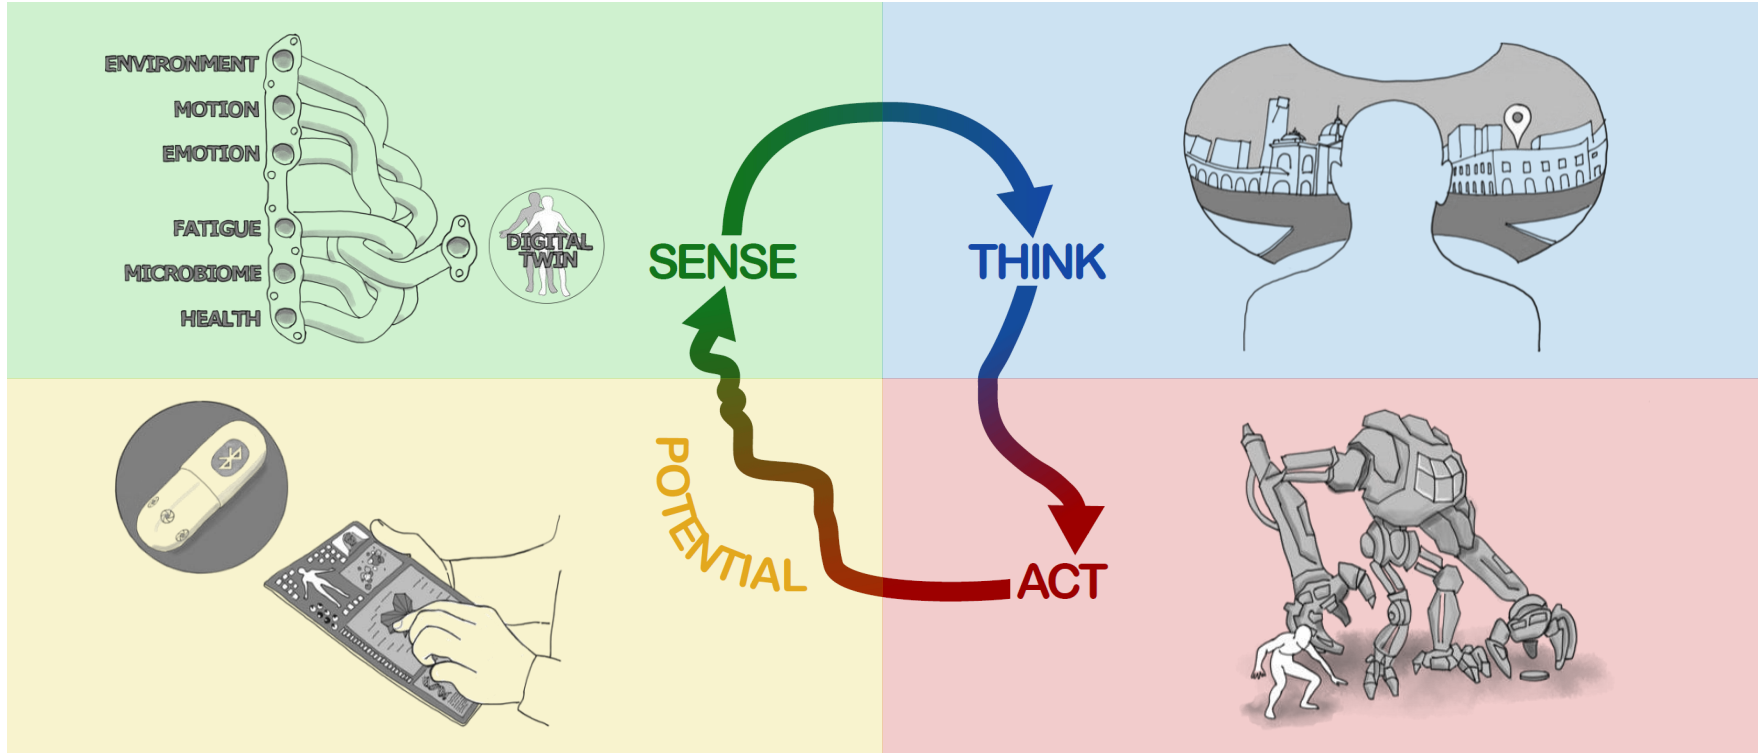 ENVIRONMENT
MOTION
EMOTION
FATIGUE
MICROBIOME
HEALTH
DIGITAL
TWIN
SENSE
THINK
POTENTIAL
ACT